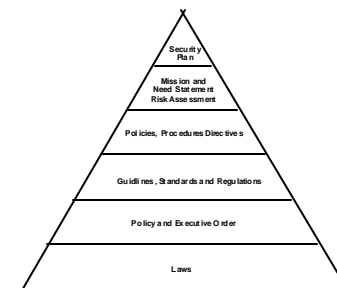 Security
Plan
Mission and
Need Statement
Risk Assessment
Policies, Procedures Directives
Guidlines, Standards and Regulations
Policy and Executive Order
Laws